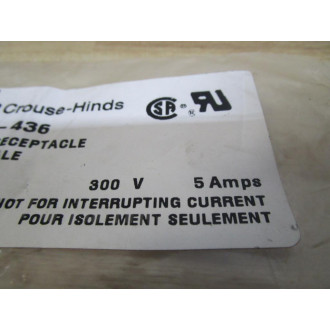 Crouse-Hinds
-436
RECEPTACLE
LE
300 V 5 Amps
NOT FOR INTERRUPTING CURRENT
POUR ISOLEMENT SEULEMENT